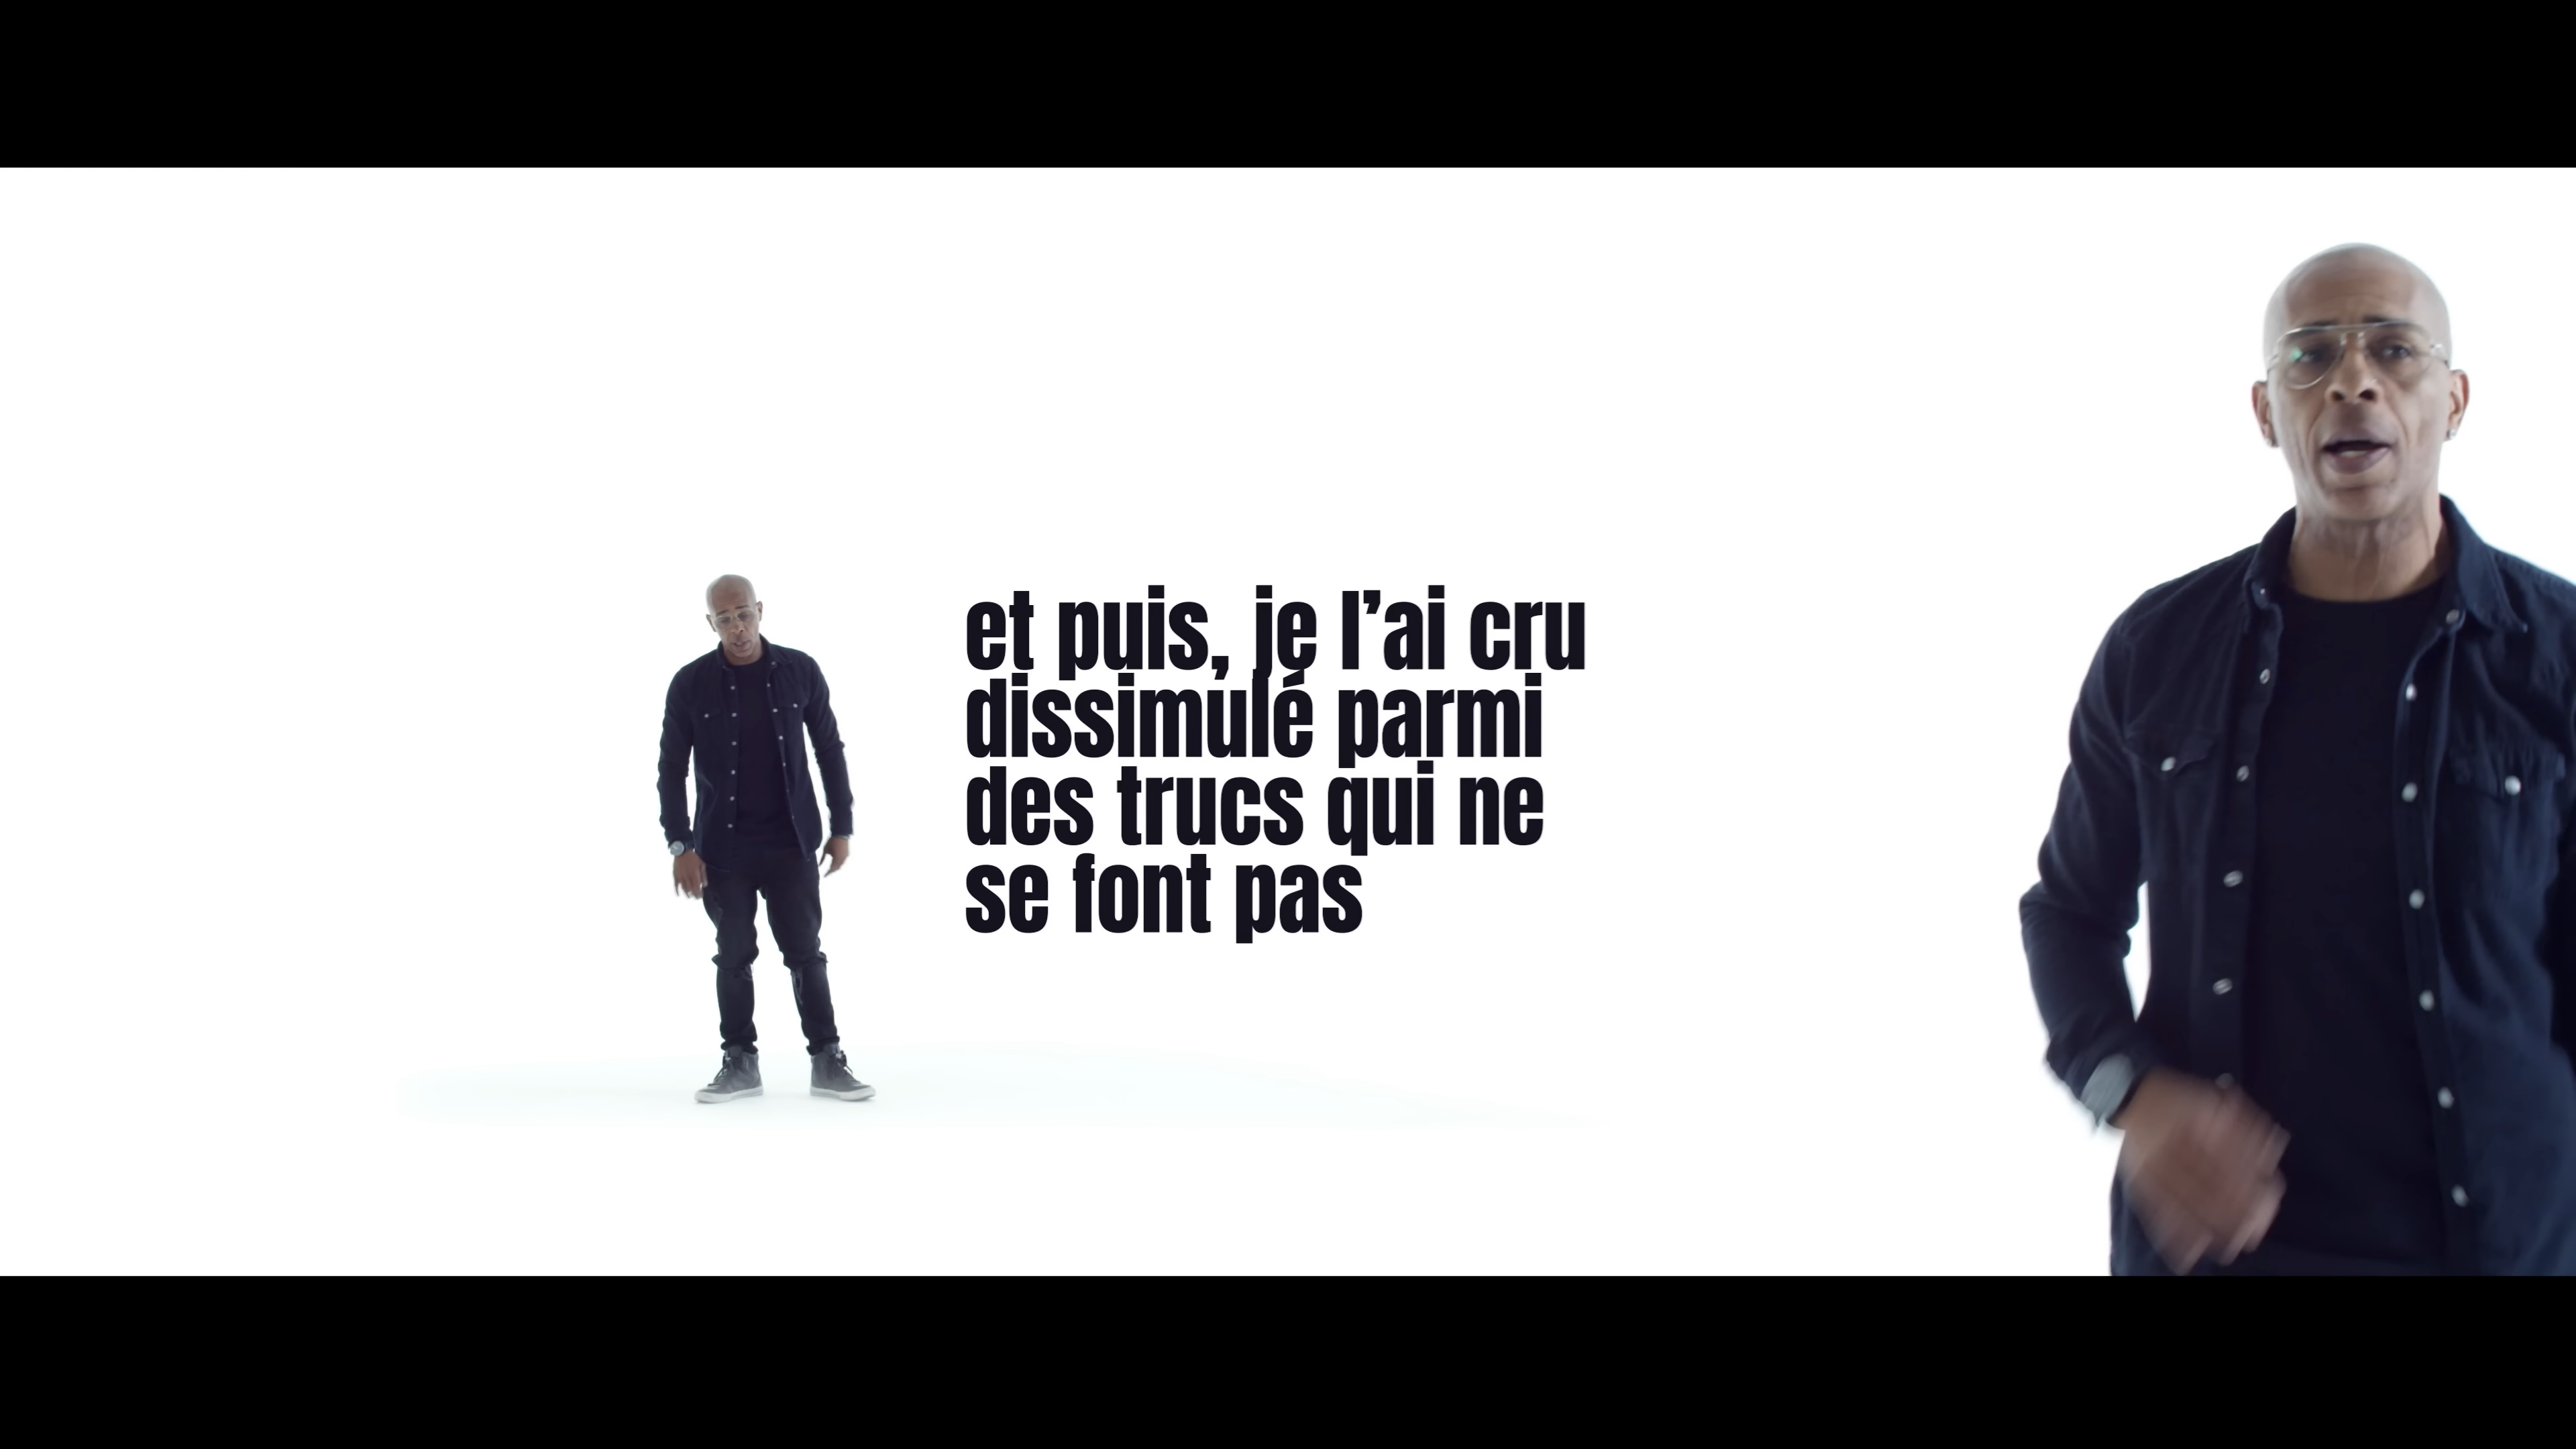 et puis, je l’ai cru
dissimulé parmi
des trucs qui ne
se font pas